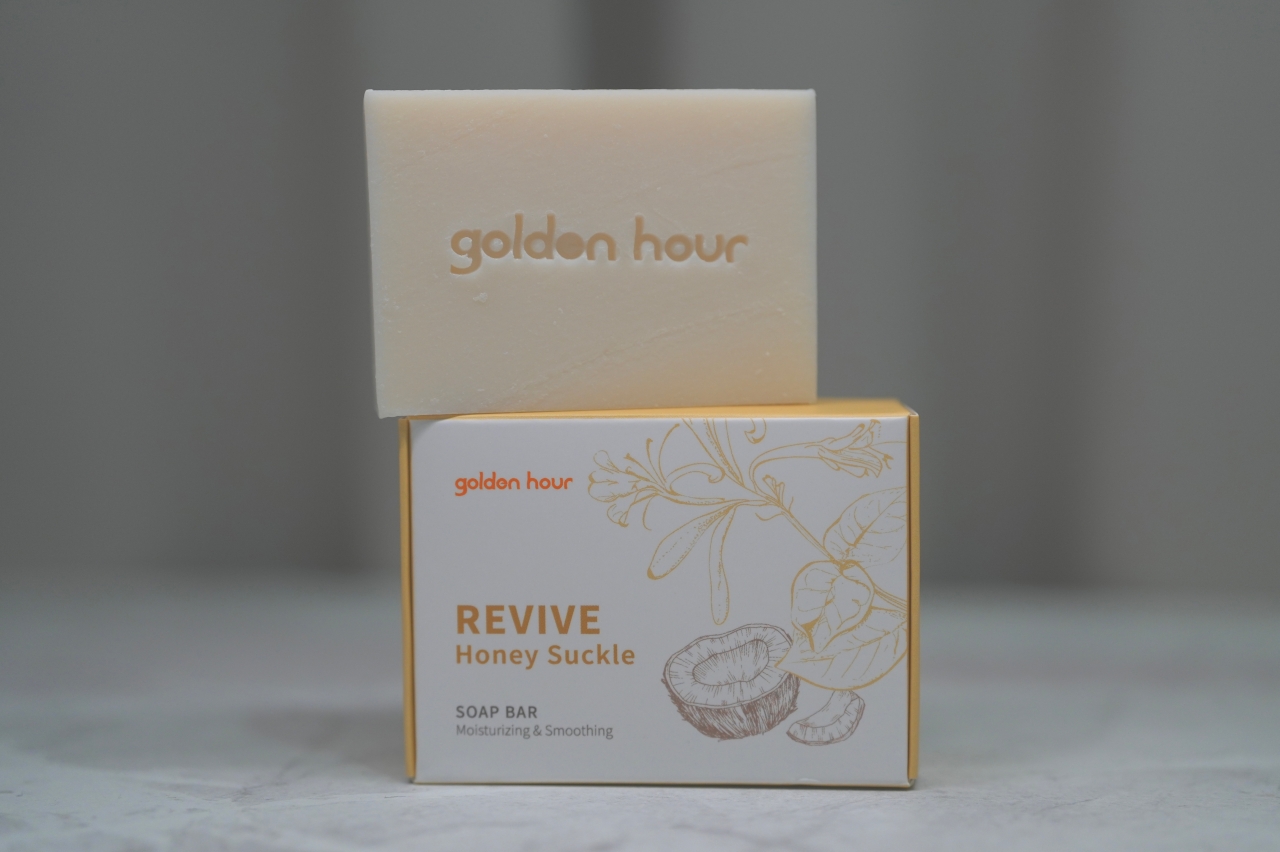 golden hour
golden hour
REVIVE
Honey Suckle
SOAP BAR
Moisturizing & Smoothing